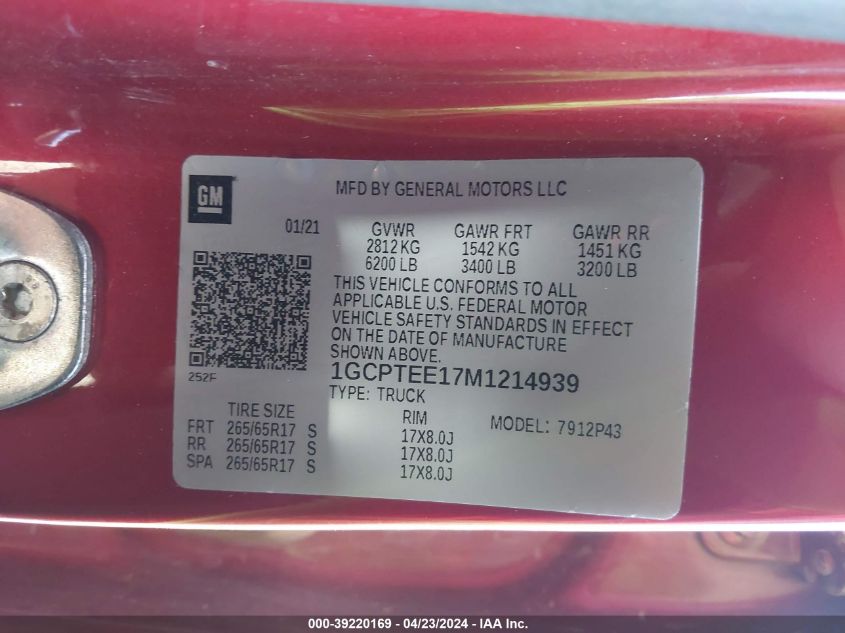 GM
MFD BY GENERAL MOTORS LLC
01/21 GVWR GAWR FRT GAWR RR
2812 KG 1542 KG 1451 KG
6200 LB 3400 LB 3200 LB
THIS VEHICLE CONFORMS TO ALL
APPLICABLE U.S. FEDERAL MOTOR
VEHICLE SAFETY STANDARDS IN EFFECT
ON THE DATE OF MANUFACTURE
SHOWN ABOVE.
252F
1GCPTEE17M1214939
TYPE: TRUCK
TIRE SIZE RIM MODEL: 7912P43
FRT 265/65R17 S 17X8.0J
RR 265/65R17 S 17X8.0J
SPA 265/65R17 S 17X8.0J
000-39220169 - 04/23/2024 - IAA Inc.